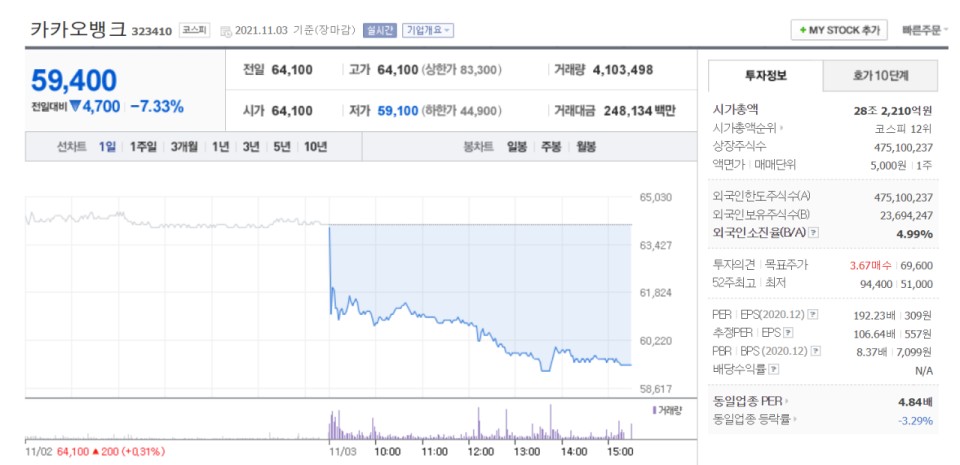 카카오뱅크 323410 코스피 2021.11.03 기준(장마감) 실시간 기업개요
+ MY STOCK 추가 빠른주문
59,400
전일대비 ▼4,700 -7.33%
전일 64,100 고가 64,100 (상한가 83,300) 거래량 4,103,498
시가 64,100 저가 59,100 (하한가 44,900) 거래대금 248,134 백만
선차트 1일 1주일 3개월 1년 3년 5년 10년 봉차트 일봉 주봉 월봉
65,030
63,427
61,824
60,220
58,617
거래량
11/02 64,100 ▲ 200 (+0.31%) 11/03 10:00 11:00 12:00 13:00 14:00 15:00
투자정보 호가 10단계
시가총액 28조 2,210억원
시가총액순위 코스피 12위
상장주식수 475,100,237
액면가 매매단위 5,000원 1주
외국인한도주식수(A) 475,100,237
외국인보유주식수(B) 23,694,247
외국인소진율(B/A) ? 4.99%
투자의견 목표주가 3.67매수 69,600
52주최고 최저 94,400 51,000
PER EPS(2020.12) ? 192.23배 309원
추정PER EPS ? 106.64배 557원
PBR BPS (2020.12) ? 8.37배 7,099원
배당수익률 ? N/A
동일업종 PER 4.84배
동일업종 등락률 -3.29%